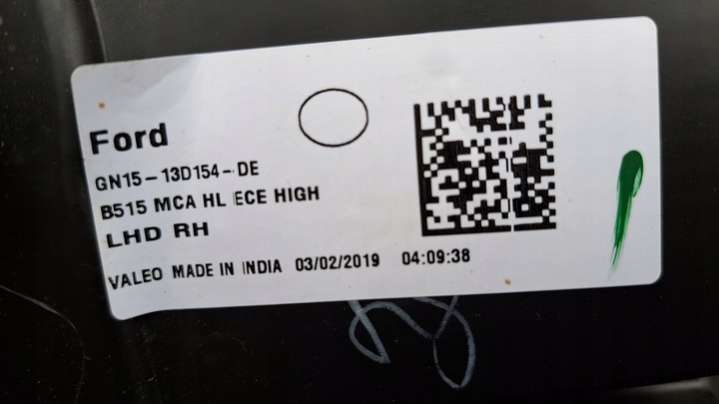 Ford
GN15-13D154-DE
B515 MCA HL ECE HIGH
LHD RH
VALEO MADE IN INDIA 03/02/2019 04:09:38